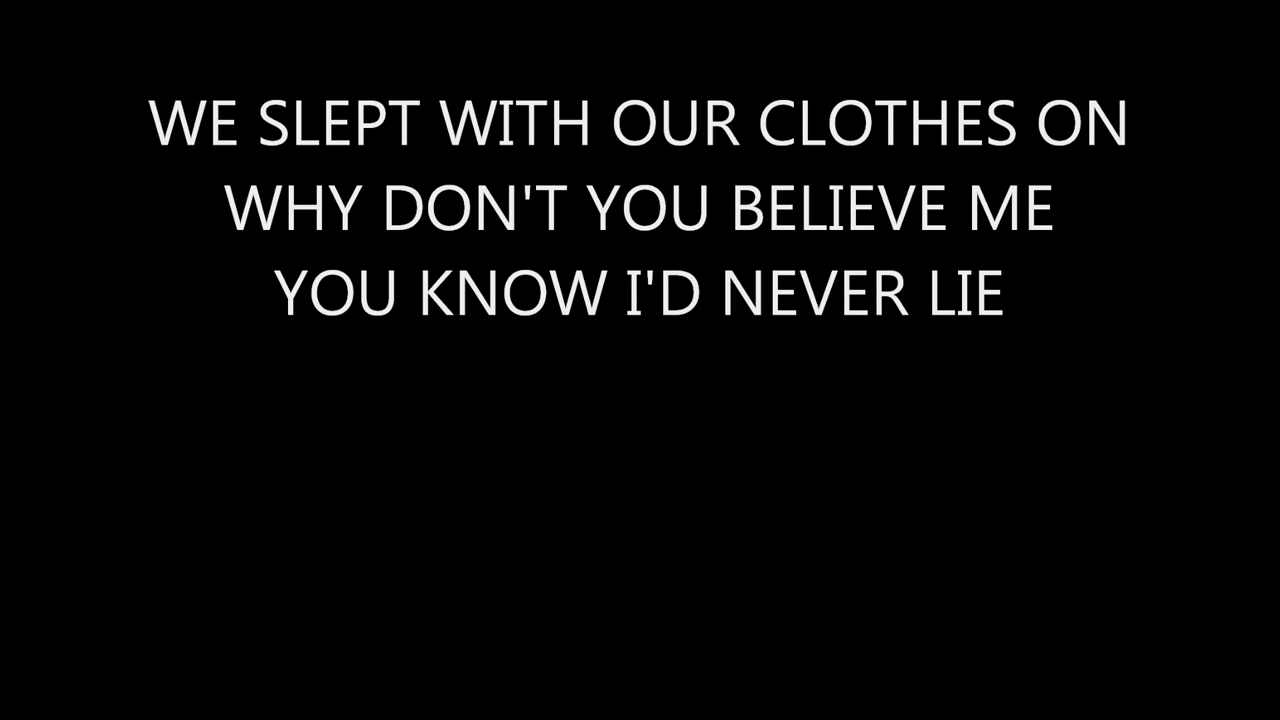 WE SLEPT WITH OUR CLOTHES ON
WHY DON'T YOU BELIEVE ME
YOU KNOW I'D NEVER LIE